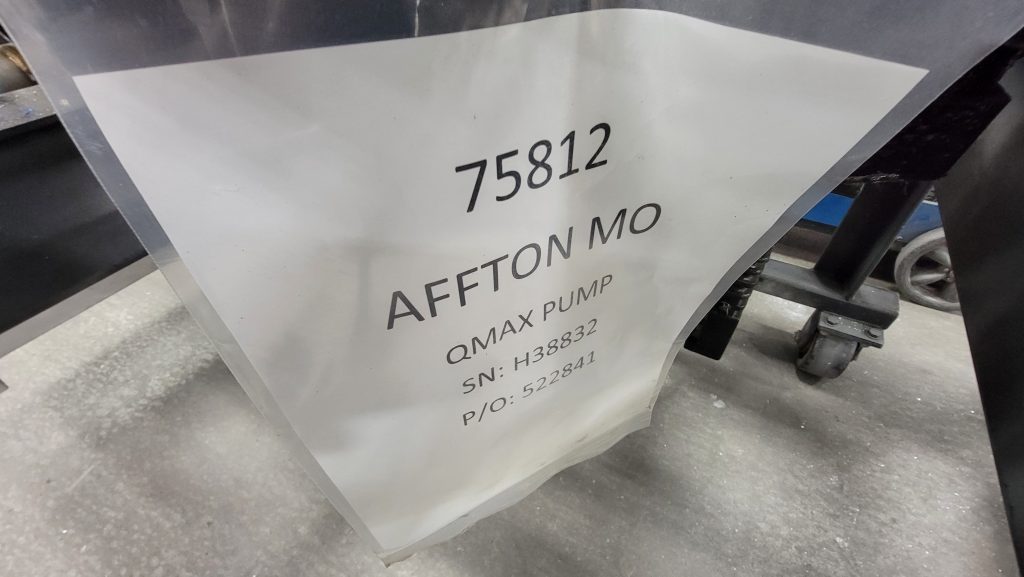 75812
AFFTON MO
QMAX PUMP
SN: H38832
P/O: 522841